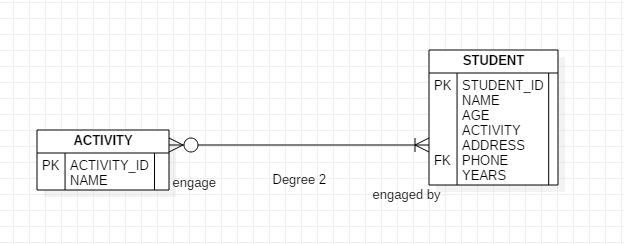 STUDENT
PK STUDENT_ID
NAME
AGE
ACTIVITY
ADDRESS
FK PHONE
YEARS
ACTIVITY
PK ACTIVITY_ID
NAME
engage
Degree 2
engaged by